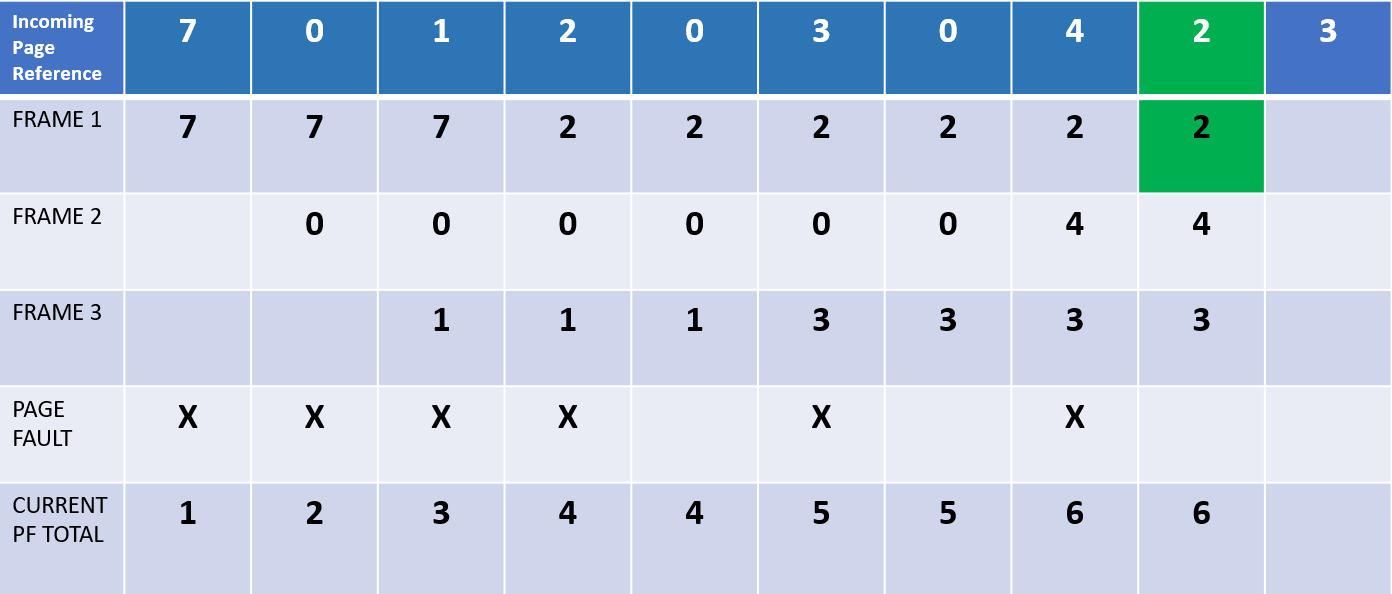 Incoming
Page
Reference
7 0 1 2 0 3 0 4 2 3
FRAME 1 7 7 7 2 2 2 2 2 2
FRAME 2 0 0 0 0 0 0 4 4
FRAME 3 1 1 1 3 3 3 3
PAGE
FAULT
X X X X X X
CURRENT
PF TOTAL
1 2 3 4 4 5 5 6 6